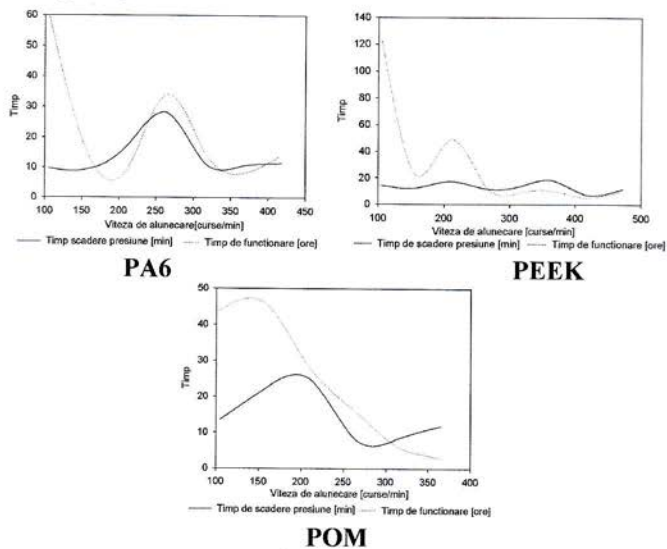 60
50
40
30
20
10
0
Timp
100 150 200 250 300 350 400 450
Viteza de alunecare[curse/min]
Timp scadere presiune [min] Timp de functionare [ore]
PA6
140
120
100
80
60
40
20
0
Timp
100 200 300 400 500
Viteza de alunecare [curse/min]
Timp de scadere presiune [min] Timp de functionare [ore]
PEEK
50
40
30
20
10
0
Timp
100 150 200 250 300 350 400
Viteza de alunecare [curse/min]
Timp de scadere presiune [min] Timp de functionare [ore]
POM